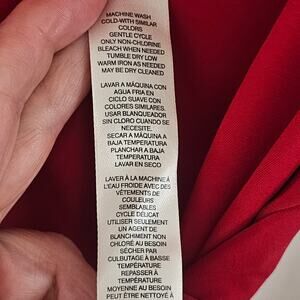 MACHINE WASH
COLD-WITH SIMILAR
COLORS
GENTLE CYCLE
ONLY NON-CHLORINE
BLEACH WHEN NEEDED
TUMBLE DRY LOW
WARM IRON AS NEEDED
MAY BE DRY CLEANED
LAVAR A MÁQUINA CON
AGUA FRIA EN
CICLO SUAVE CON
COLORES SIMILARES.
USAR BLANQUEADOR
SIN CLORO CUANDO SE
NECESITE.
SECAR A MÁQUINA A
BAJA TEMPERATURA
PLANCHAR A BAJA
TEMPERATURA
LAVAR EN SECO
LAVER À LA MACHINE À
L'EAU FROIDE AVEC DES
VÊTEMENTS DE
COULEURS
SEMBLABLES
CYCLE DÉLICAT
UTILISER SEULEMENT
UN AGENT DE
BLANCHIMENT NON
CHLORÉ AU BESOIN
SÉCHER PAR
CULBUTAGE À BASSE
TEMPÉRATURE
REPASSER À
TEMPÉRATURE
MOYENNE AU BESOIN
PEUT ÊTRE NETTOYÉ À